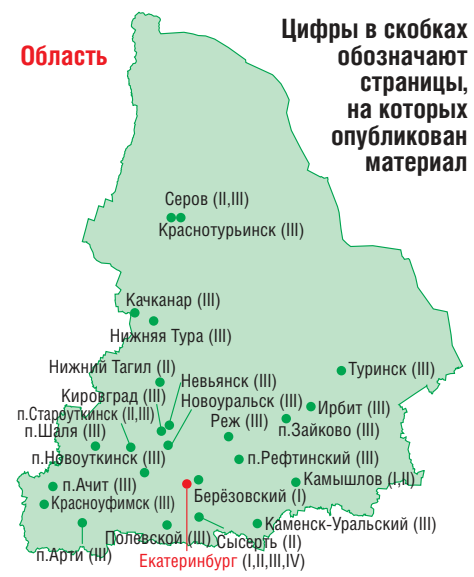 Область
Цифры в скобках
обозначают
страницы,
на которых
опубликован
материал
Серов (II,III)
Краснотурьинск (III)
Качканар (III)
Нижняя Тура (III)
Нижний Тагил (II)
Туринск (III)
Невьянск (III)
Кировград (III)
Новоуральск (III)
Ирбит (III)
п.Староуткинск (II,III)
Реж (III)
п.Зайково (III)
п.Шаля (III)
п.Новоуткинск (III)
п.Рефтинский (III)
п.Ачит (III)
Камышлов (I,II)
Берёзовский (I)
Красноуфимск (III)
Каменск-Уральский (III)
Полевской (III)
Сысерть (II)
п.Арти (III)
Екатеринбург (I,II,III,IV)